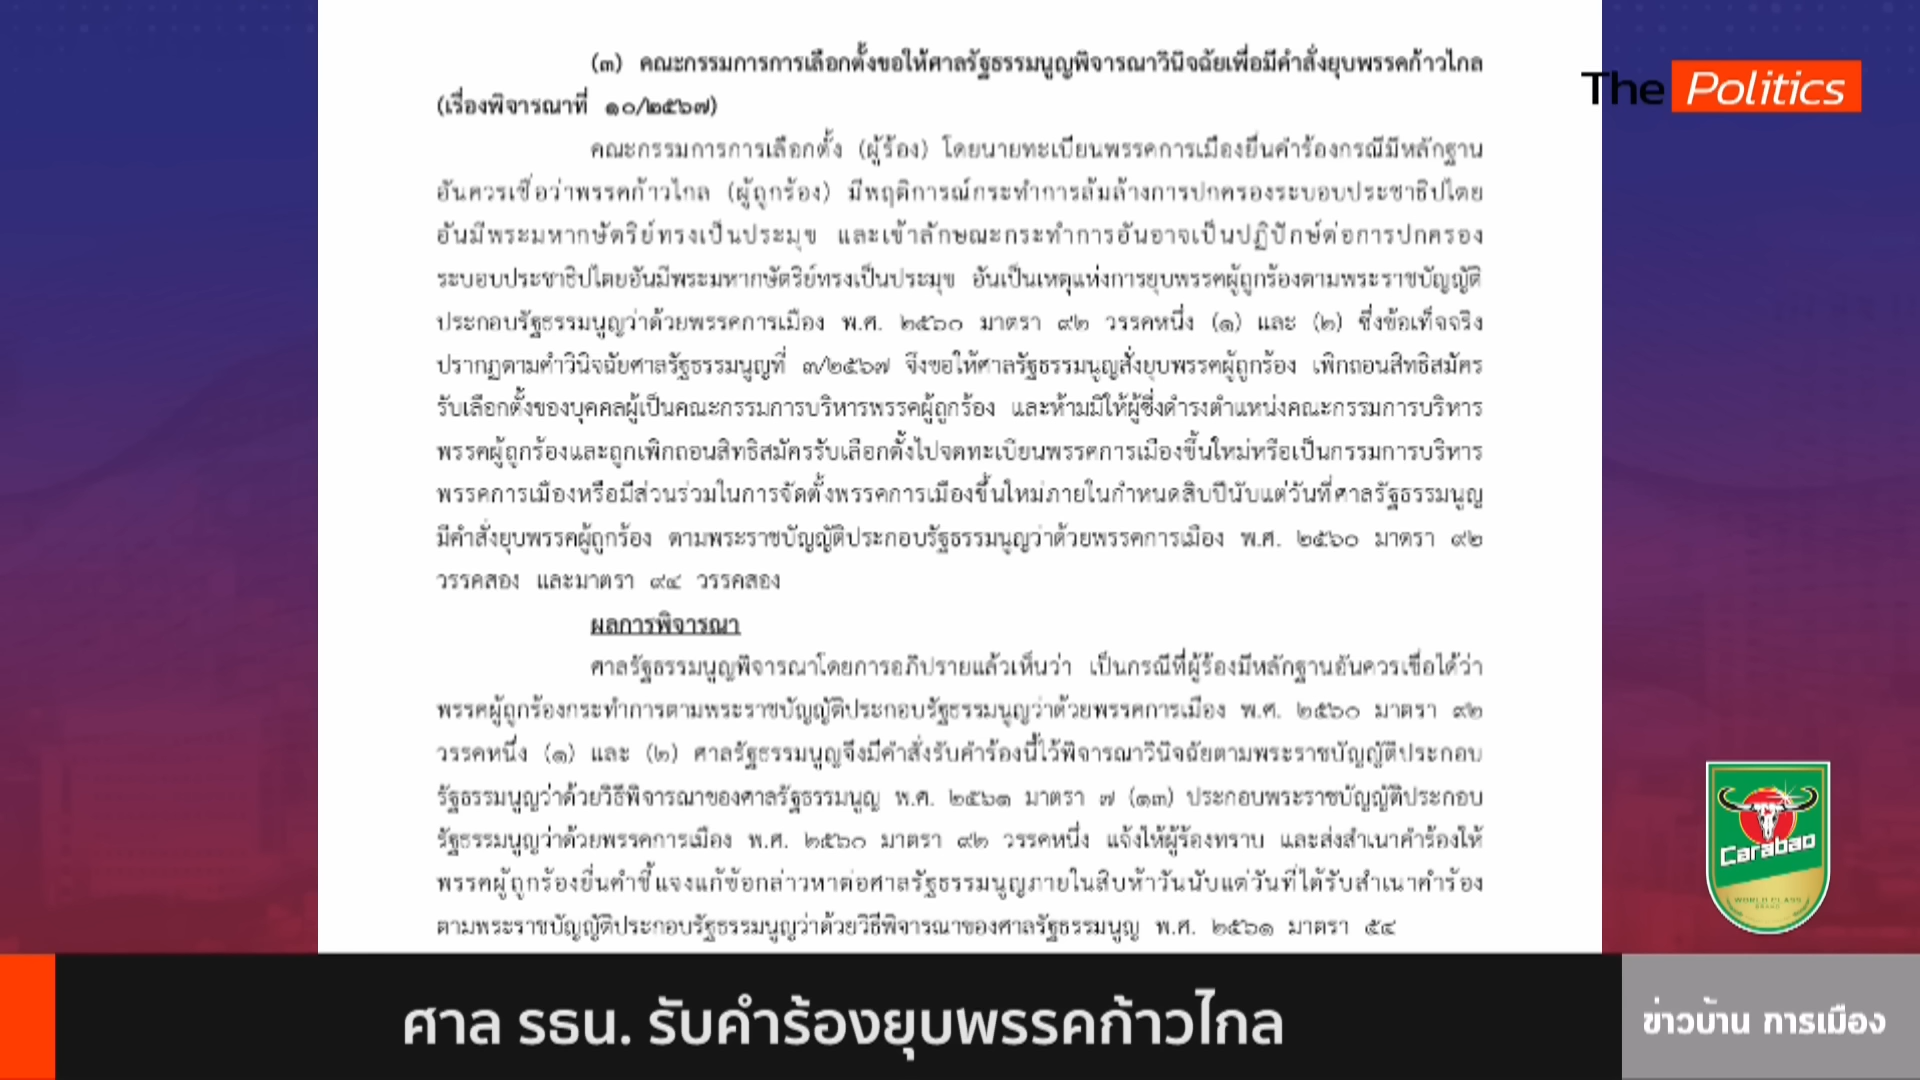 (๓) คณะกรรมการการเลือกตั้งขอให้ศาลรัฐธรรมนูญพิจารณาวินิจฉัยเพื่อมีคำสั่งยุบพรรคก้าวไกล
(เรื่องพิจารณาที่ ๑๐/๒๕๖๗)
คณะกรรมการการเลือกตั้ง (ผู้ร้อง) โดยนายทะเบียนพรรคการเมืองยื่นคำร้องกรณีมีหลักฐาน
อันควรเชื่อว่าพรรคก้าวไกล (ผู้ถูกร้อง) มีพฤติการณ์กระทำการล้มล้างการปกครองระบอบประชาธิปไตย
อันมีพระมหากษัตริย์ทรงเป็นประมุข และเข้าลักษณะกระทำการอันอาจเป็นปฏิปักษ์ต่อการปกครอง
ระบอบประชาธิปไตยอันมีพระมหากษัตริย์ทรงเป็นประมุข อันเป็นเหตุแห่งการยุบพรรคผู้ถูกร้องตามพระราชบัญญัติ
ประกอบรัฐธรรมนูญว่าด้วยพรรคการเมือง พ.ศ. ๒๕๖๐ มาตรา ๙๒ วรรคหนึ่ง (๑) และ (๒) ซึ่งข้อเท็จจริง
ปรากฏตามคำวินิจฉัยศาลรัฐธรรมนูญที่ ๓/๒๕๖๗ จึงขอให้ศาลรัฐธรรมนูญสั่งยุบพรรคผู้ถูกร้อง เพิกถอนสิทธิสมัคร
รับเลือกตั้งของบุคคลผู้เป็นคณะกรรมการบริหารพรรคผู้ถูกร้อง และห้ามมิให้ผู้ซึ่งดำรงตำแหน่งคณะกรรมการบริหาร
พรรคผู้ถูกร้องและถูกเพิกถอนสิทธิสมัครรับเลือกตั้งไปจดทะเบียนพรรคการเมืองขึ้นใหม่หรือเป็นกรรมการบริหาร
พรรคการเมืองหรือมีส่วนร่วมในการจัดตั้งพรรคการเมืองขึ้นใหม่ภายในกำหนดสิบปีนับแต่วันที่ศาลรัฐธรรมนูญ
มีคำสั่งยุบพรรคผู้ถูกร้อง ตามพระราชบัญญัติประกอบรัฐธรรมนูญว่าด้วยพรรคการเมือง พ.ศ. ๒๕๖๐ มาตรา ๙๒
วรรคสอง และมาตรา ๙๔ วรรคสอง
ผลการพิจารณา
ศาลรัฐธรรมนูญพิจารณาโดยการอภิปรายแล้วเห็นว่า เป็นกรณีที่ผู้ร้องมีหลักฐานอันควรเชื่อได้ว่า
พรรคผู้ถูกร้องกระทำการตามพระราชบัญญัติประกอบรัฐธรรมนูญว่าด้วยพรรคการเมือง พ.ศ. ๒๕๖๐ มาตรา ๙๒
วรรคหนึ่ง (๑) และ (๒) ศาลรัฐธรรมนูญจึงมีคำสั่งรับคำร้องนี้ไว้พิจารณาวินิจฉัยตามพระราชบัญญัติประกอบ
รัฐธรรมนูญว่าด้วยวิธีพิจารณาของศาลรัฐธรรมนูญ พ.ศ. ๒๕๖๑ มาตรา ๗ (๑๓) ประกอบพระราชบัญญัติประกอบ
รัฐธรรมนูญว่าด้วยพรรคการเมือง พ.ศ. ๒๕๖๐ มาตรา ๙๒ วรรคหนึ่ง แจ้งให้ผู้ร้องทราบ และส่งสำเนาคำร้องให้
พรรคผู้ถูกร้องยื่นคำชี้แจงแก้ข้อกล่าวหาต่อศาลรัฐธรรมนูญภายในสิบห้าวันนับแต่วันที่ได้รับสำเนาคำร้อง
ตามพระราชบัญญัติประกอบรัฐธรรมนูญว่าด้วยวิธีพิจารณาของศาลรัฐธรรมนูญ พ.ศ. ๒๕๖๑ มาตรา ๕๔
The Politics
Carabao
WORLD CLASS
BRAND
ศาล รธน. รับคำร้องยุบพรรคก้าวไกล
ข่าวบ้าน การเมือง